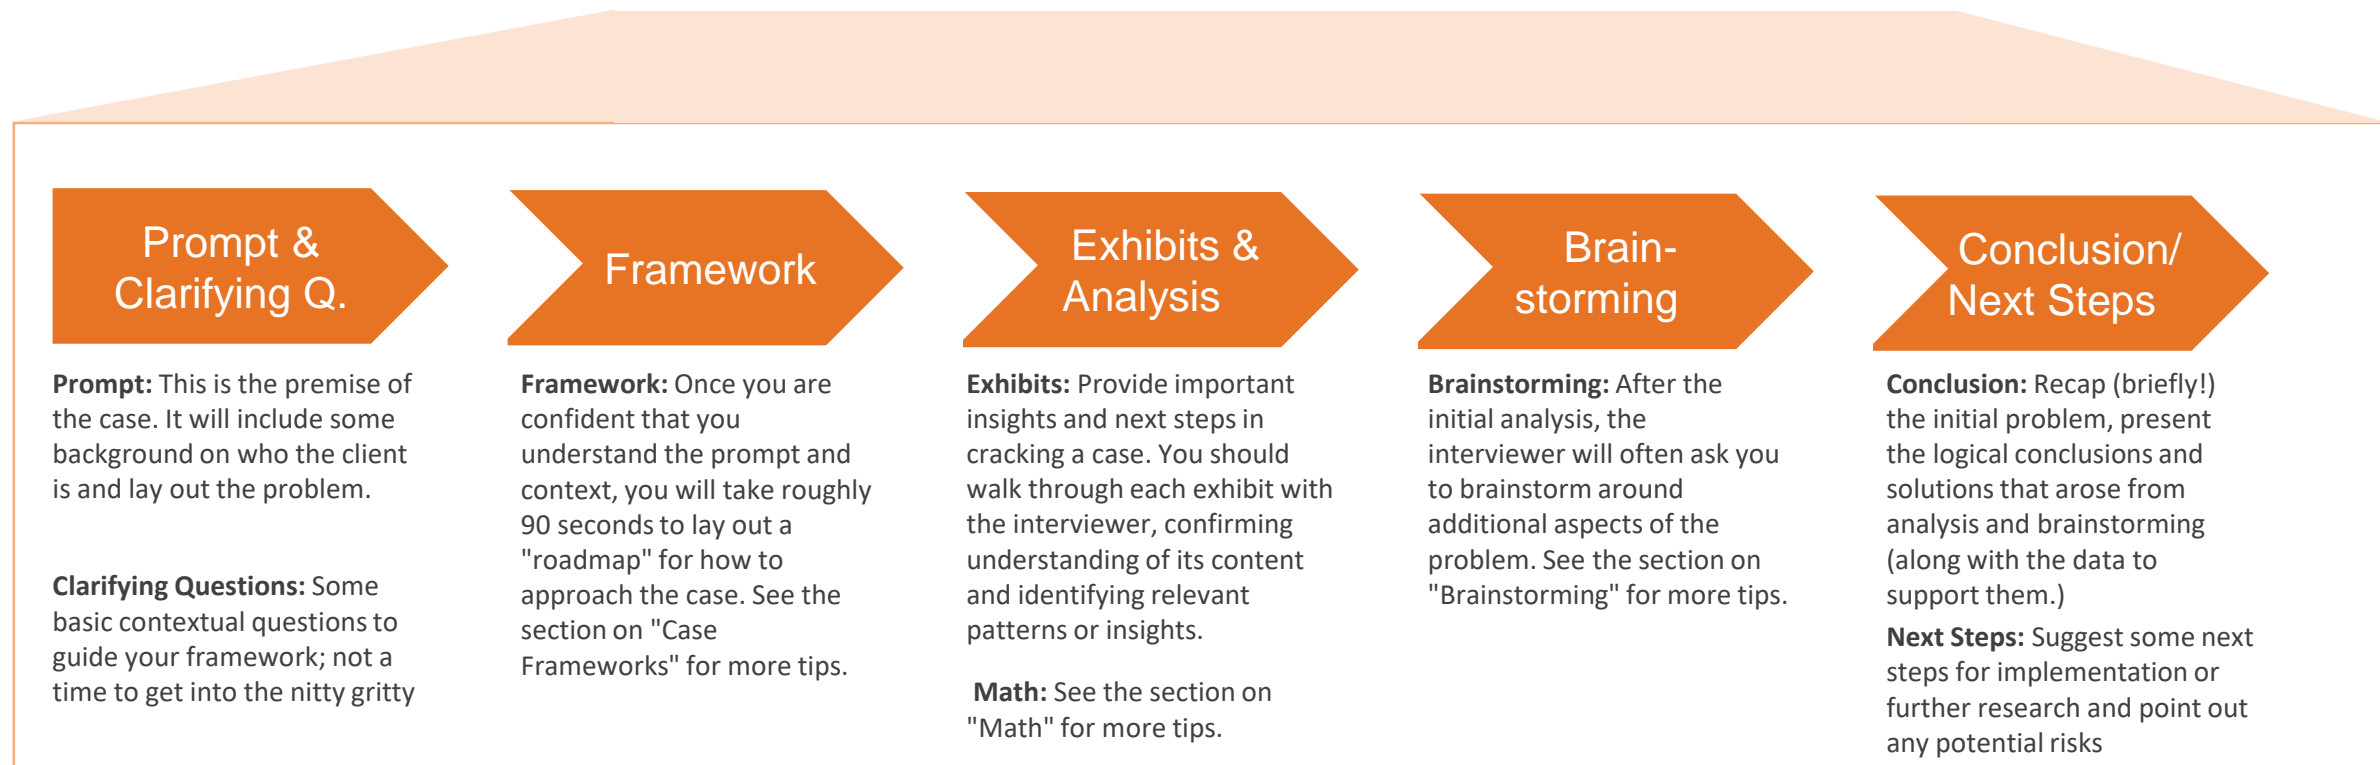 Prompt &
Clarifying Q.
Prompt: This is the premise of
the case. It will include some
background on who the client
is and lay out the problem.
Clarifying Questions: Some
basic contextual questions to
guide your framework; not a
time to get into the nitty gritty
Framework
Framework: Once you are
confident that you
understand the prompt and
context, you will take roughly
90 seconds to lay out a
"roadmap" for how to
approach the case. See the
section on "Case
Frameworks" for more tips.
Exhibits &
Analysis
Exhibits: Provide important
insights and next steps in
cracking a case. You should
walk through each exhibit with
the interviewer, confirming
understanding of its content
and identifying relevant
patterns or insights.
Math: See the section on
"Math" for more tips.
Brain-
storming
Brainstorming: After the
initial analysis, the
interviewer will often ask you
to brainstorm around
additional aspects of the
problem. See the section on
"Brainstorming" for more tips.
Conclusion/
Next Steps
Conclusion: Recap (briefly!)
the initial problem, present
the logical conclusions and
solutions that arose from
analysis and brainstorming
(along with the data to
support them.)
Next Steps: Suggest some next
steps for implementation or
further research and point out
any potential risks